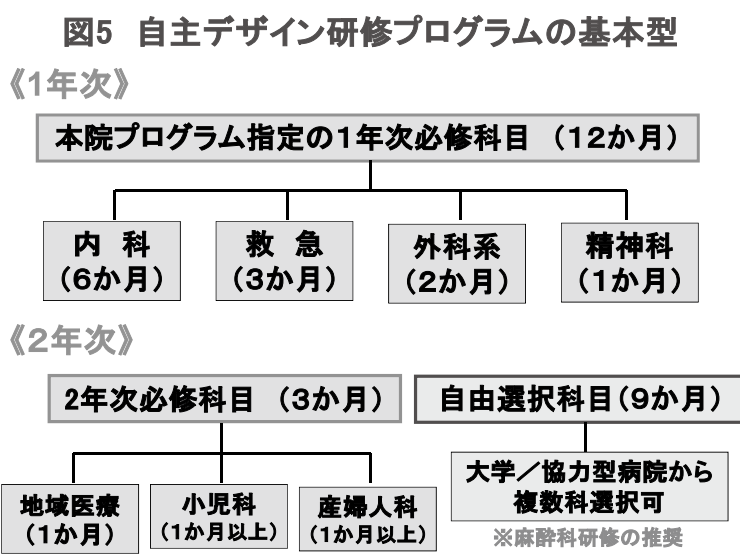 図5 自主デザイン研修プログラムの基本型
《1年次》
本院プログラム指定の1年次必修科目 （12か月）
内 科
（6か月）
救 急
（3か月）
外科系
（2か月）
精神科
（1か月）
《2年次》
2年次必修科目 （3か月）
自由選択科目（9か月）
地域医療
（1か月）
小児科
（1か月以上）
産婦人科
（1か月以上）
大学／協力型病院から
複数科選択可
※麻酔科研修の推奨